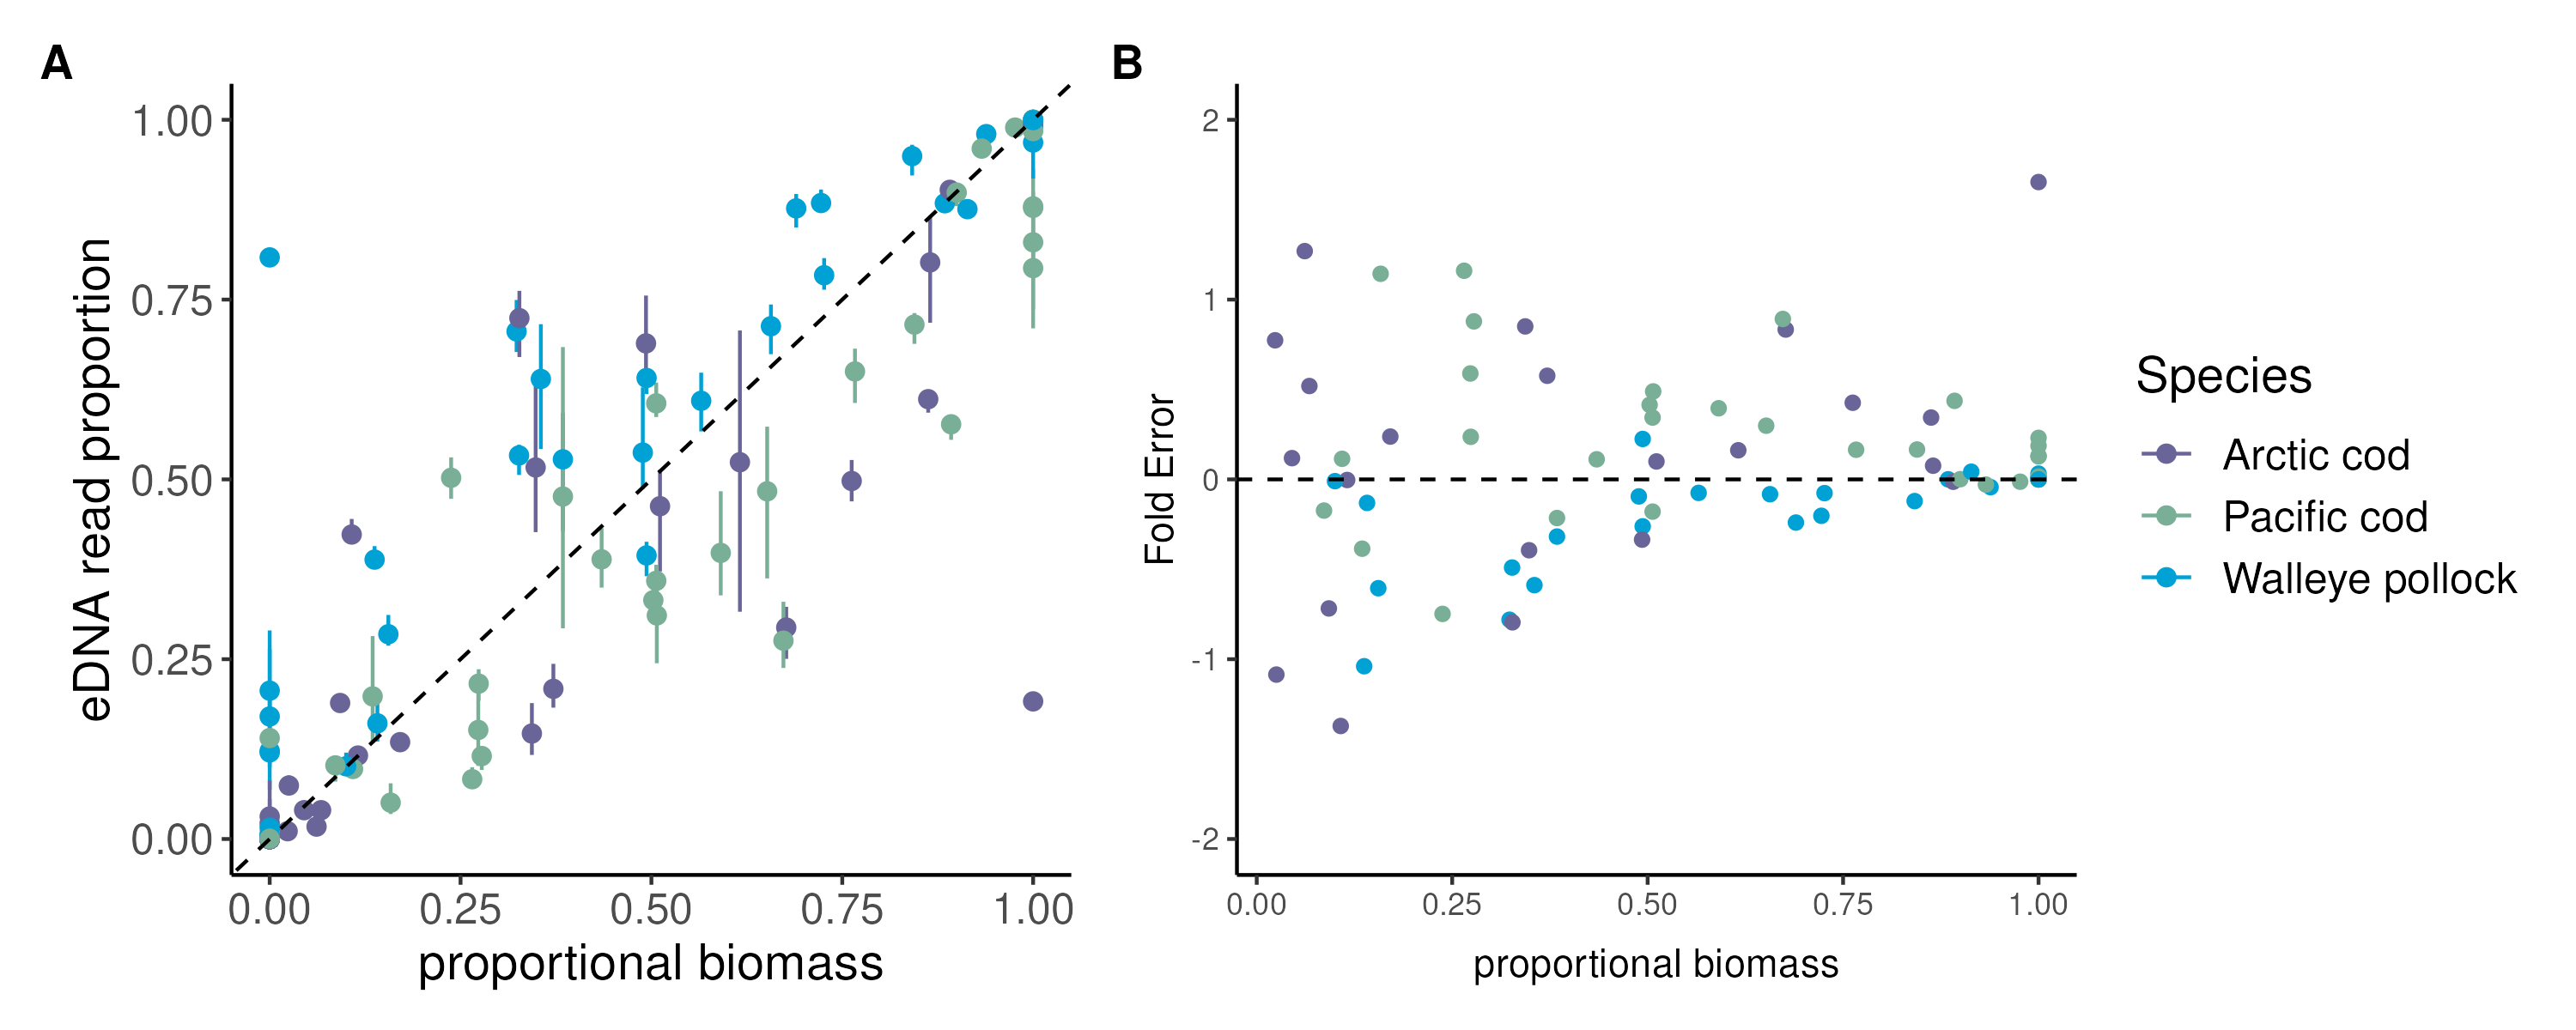 A
1.00
0.75
0.50
0.25
0.00
eDNA read proportion
0.00 0.25 0.50 0.75 1.00
proportional biomass
B
2
1
0
-1
-2
Fold Error
0.00 0.25 0.50 0.75 1.00
proportional biomass
Species
Arctic cod
Pacific cod
Walleye pollock